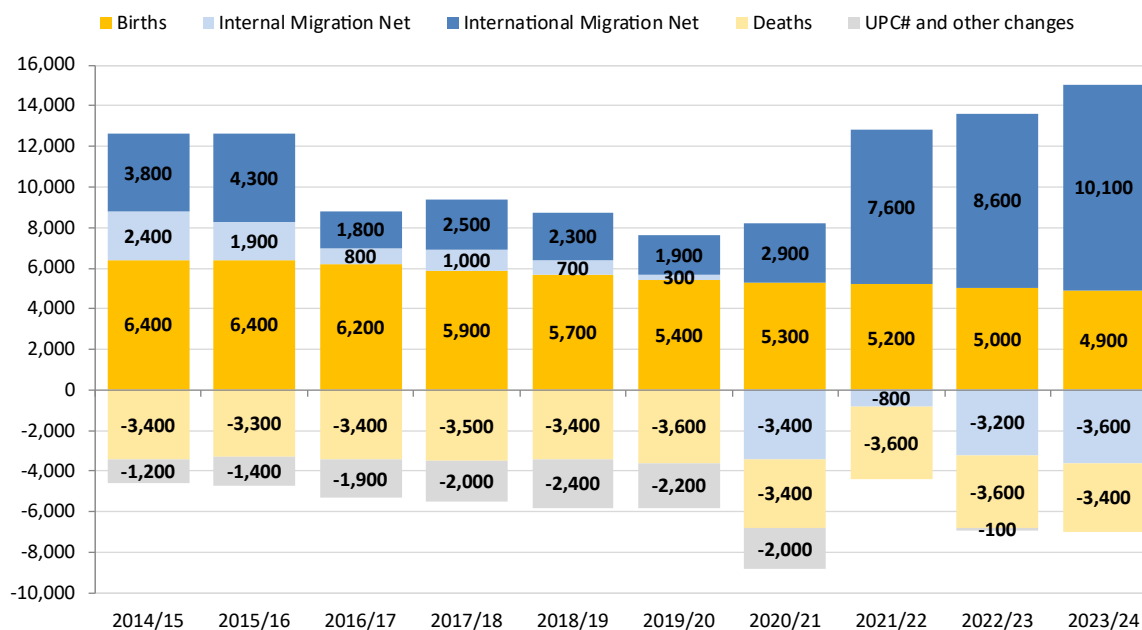 Births Internal Migration Net International Migration Net Deaths UPC# and other changes
16,000
14,000
12,000
10,000
8,000
6,000
4,000
2,000
0
-2,000
-4,000
-6,000
-8,000
-10,000
3,800 4,300 1,800 2,500 2,300 1,900 2,900 7,600 8,600 10,100
2,400 1,900 800 1,000 700 300
6,400 6,400 6,200 5,900 5,700 5,400 5,300 5,200 5,000 4,900
-3,400 -800 -3,200 -3,600
-3,400 -3,300 -3,400 -3,500 -3,400 -3,600 -3,400 -3,600 -3,600 -3,400
-1,200 -1,400 -1,900 -2,000 -2,400 -2,200 -2,000 -100
2014/15 2015/16 2016/17 2017/18 2018/19 2019/20 2020/21 2021/22 2022/23 2023/24